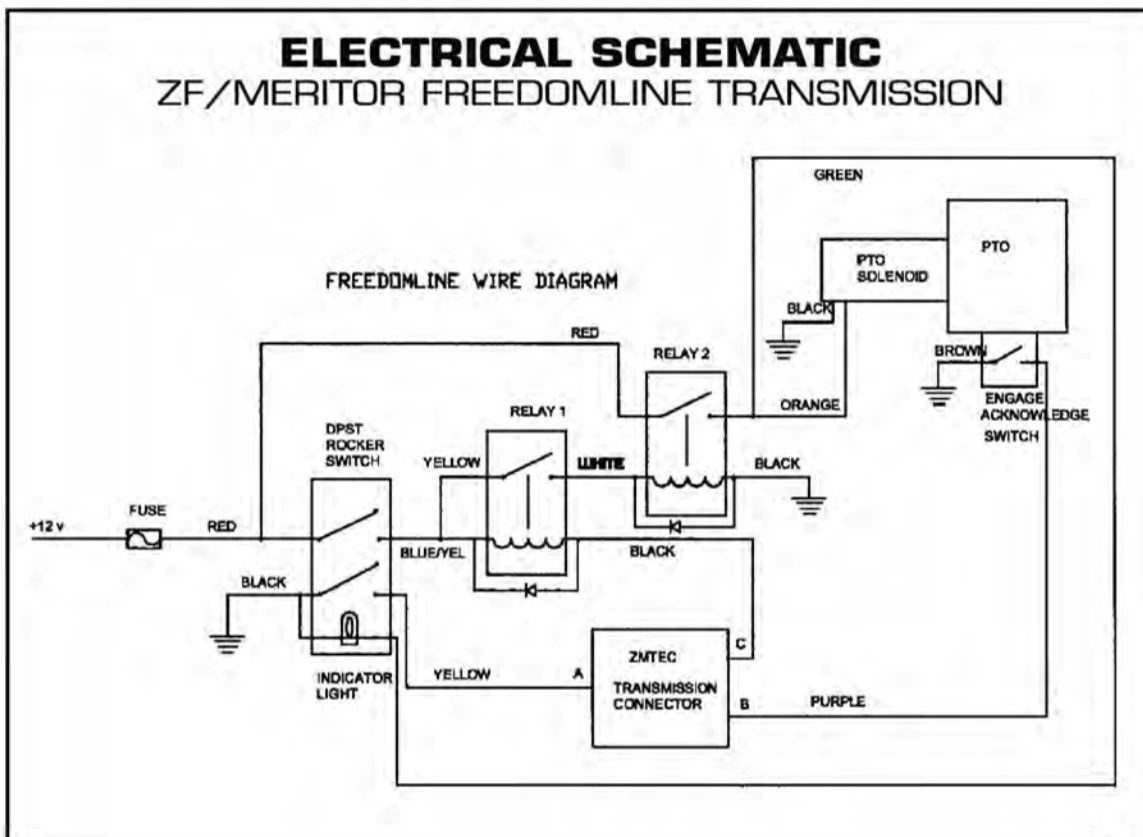 ELECTRICAL SCHEMATIC
ZF/MERITOR FREEDOMLINE TRANSMISSION
GREEN
PTO
PTO
SOLENOID
FREEDOMLINE WIRE DIAGRAM
BLACK
RED
RELAY 2
BROWN
ORANGE
ENGAGE
ACKNOWLEDGE
SWITCH
RELAY 1
DPST
ROCKER
SWITCH
YELLOW
WHITE
BLACK
FUSE
+12 v
RED
BLUE/YEL
BLACK
BLACK
INDICATOR
LIGHT
YELLOW
A
ZMTEC
TRANSMISSION
CONNECTOR
C
B
PURPLE